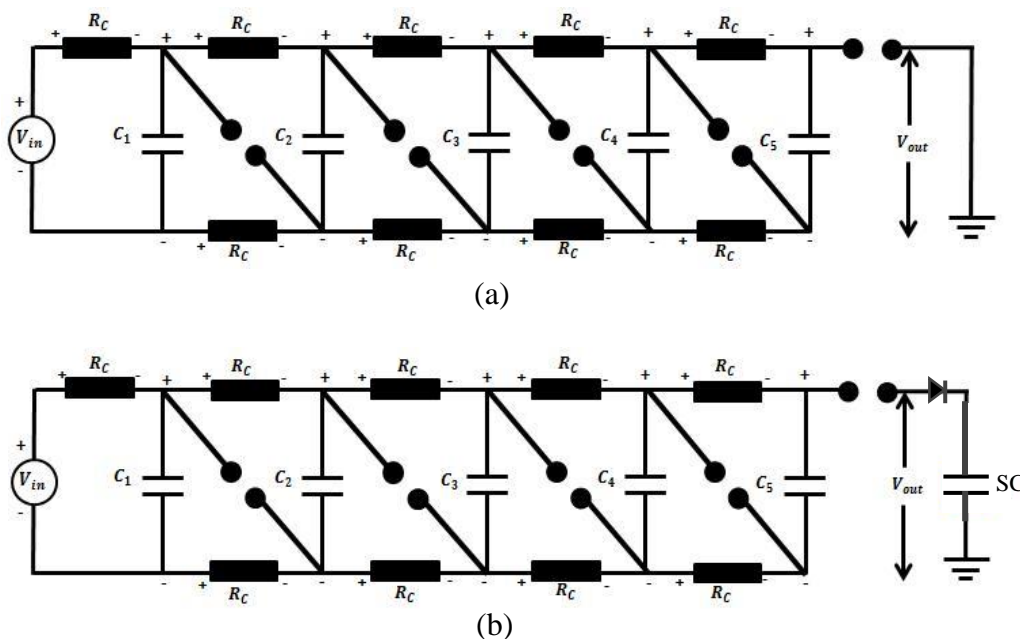 R_C R_C R_C R_C R_C
+ - + + - + + - + + - + + - +
+
V_in C_1 C_2 C_3 C_4 C_5 V_out
-
- + - - + - - + - - + - -
R_C R_C R_C R_C
(a)
R_C R_C R_C R_C R_C
+ - + + - + + - + + - + + - +
+
V_in C_1 C_2 C_3 C_4 C_5 V_out SC
-
- + - - + - - + - - + - -
R_C R_C R_C R_C
(b)